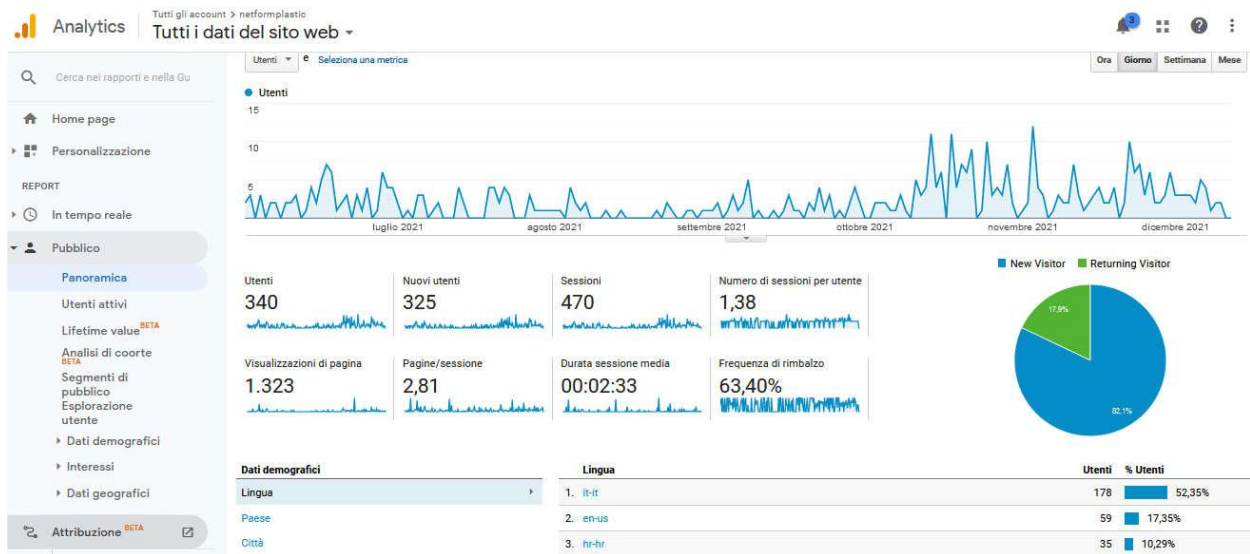 Analytics
Tutti gli account > netformplastic
Tutti i dati del sito web
3
Cerca nei rapporti e nella Gu
Home page
Personalizzazione
REPORT
In tempo reale
Pubblico
Panoramica
Utenti attivi
Lifetime value BETA
Analisi di coorte
BETA
Segmenti di
pubblico
Esplorazione
utente
Dati demografici
Interessi
Dati geografici
Attribuzione BETA
Utenti e Seleziona una metrica
Ora Giorno Settimana Mese
Utenti
15
10
5
luglio 2021 agosto 2021 settembre 2021 ottobre 2021 novembre 2021 dicembre 2021
New Visitor Returning Visitor
17,9%
82,1%
Utenti Nuovi utenti Sessioni Numero di sessioni per utente
340 325 470 1,38
Visualizzazioni di pagina Pagine/sessione Durata sessione media Frequenza di rimbalzo
1.323 2,81 00:02:33 63,40%
Dati demografici Lingua Utenti % Utenti
Lingua 1. it-it 178 52,35%
Paese 2. en-us 59 17,35%
Città 3. hr-hr 35 10,29%